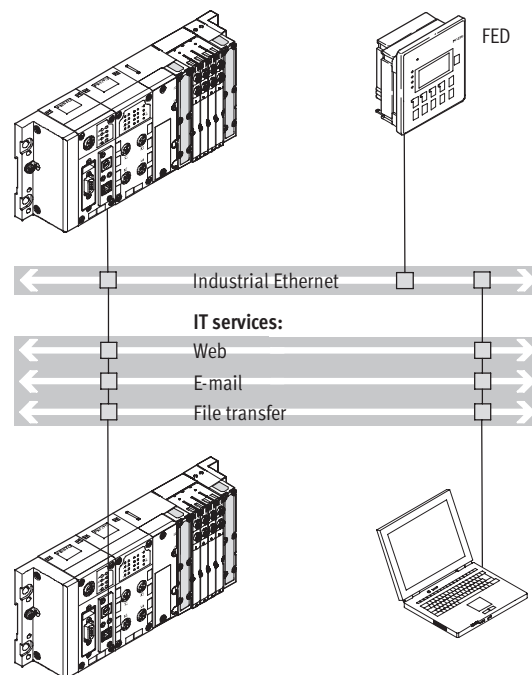 FED
Industrial Ethernet
IT services:
Web
E-mail
File transfer